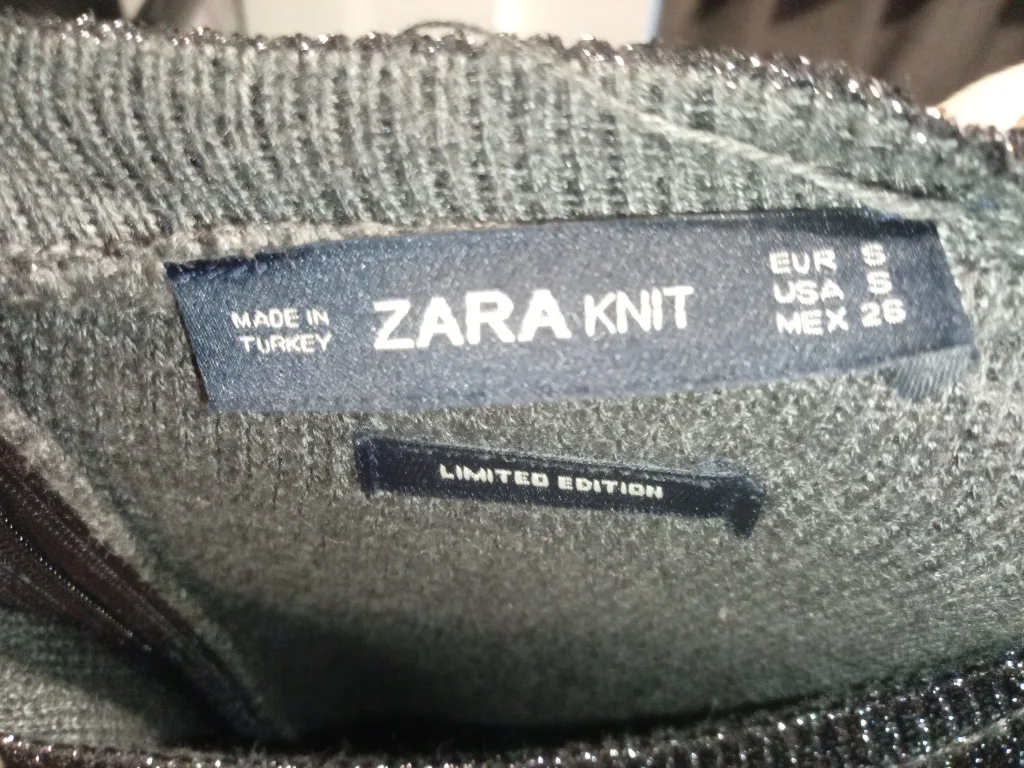 MADE IN
TURKEY
ZARA KNIT
EUR S
USA S
MEX 26
LIMITED EDITION